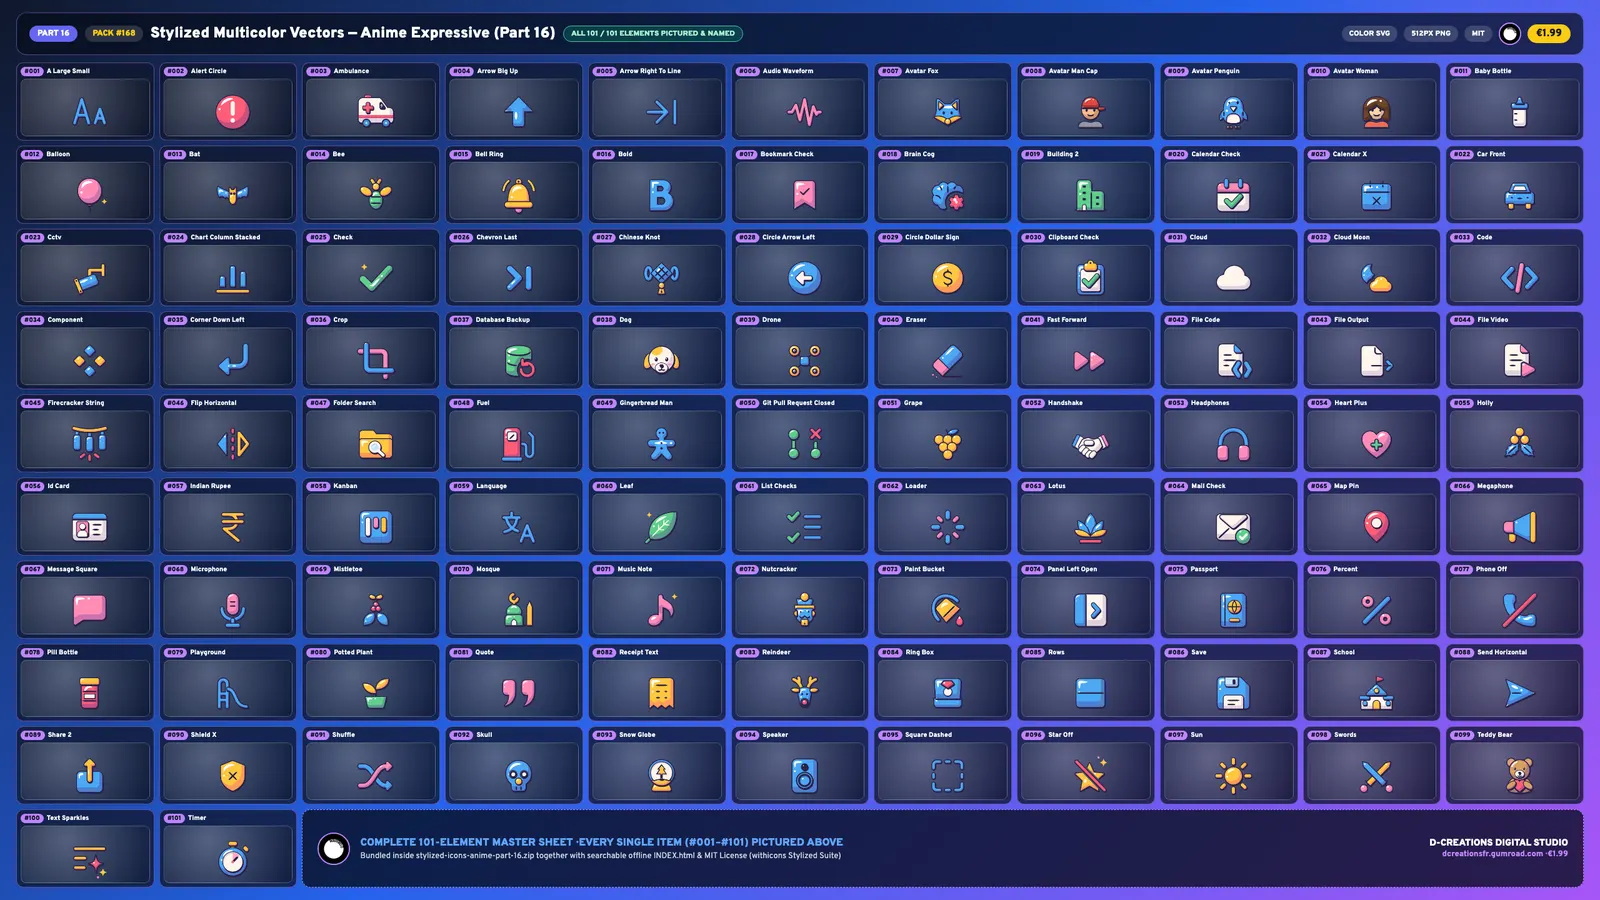 PART 16 PACK #168 Stylized Multicolor Vectors – Anime Expressive (Part 16) ALL 101 / 101 ELEMENTS PICTURED & NAMED COLOR SVG 512PX PNG MIT €1.99
#001 A Large Small #002 Alert Circle #003 Ambulance #004 Arrow Big Up #005 Arrow Right To Line #006 Audio Waveform #007 Avatar Fox #008 Avatar Man Cap #009 Avatar Penguin #010 Avatar Woman #011 Baby Bottle
#012 Balloon #013 Bat #014 Bee #015 Bell Ring #016 Bold #017 Bookmark Check #018 Brain Cog #019 Building 2 #020 Calendar Check #021 Calendar X #022 Car Front
#023 Cctv #024 Chart Column Stacked #025 Check #026 Chevron Last #027 Chinese Knot #028 Circle Arrow Left #029 Circle Dollar Sign #030 Clipboard Check #031 Cloud #032 Cloud Moon #033 Code
#034 Component #035 Corner Down Left #036 Crop #037 Database Backup #038 Dog #039 Drone #040 Eraser #041 Fast Forward #042 File Code #043 File Output #044 File Video
#045 Firecracker String #046 Flip Horizontal #047 Folder Search #048 Fuel #049 Gingerbread Man #050 Git Pull Request Closed #051 Grape #052 Handshake #053 Headphones #054 Heart Plus #055 Holly
#056 Id Card #057 Indian Rupee #058 Kanban #059 Language #060 Leaf #061 List Checks #062 Loader #063 Lotus #064 Mail Check #065 Map Pin #066 Megaphone
#067 Message Square #068 Microphone #069 Mistletoe #070 Mosque #071 Music Note #072 Nutcracker #073 Paint Bucket #074 Panel Left Open #075 Passport #076 Percent #077 Phone Off
#078 Pill Bottle #079 Playground #080 Potted Plant #081 Quote #082 Receipt Text #083 Reindeer #084 Ring Box #085 Rows #086 Save #087 School #088 Send Horizontal
#089 Share 2 #090 Shield X #091 Shuffle #092 Skull #093 Snow Globe #094 Speaker #095 Square Dashed #096 Star Off #097 Sun #098 Swords #099 Teddy Bear
#100 Text Sparkles #101 Timer
COMPLETE 101-ELEMENT MASTER SHEET · EVERY SINGLE ITEM (#001–#101) PICTURED ABOVE
Bundled inside stylized-icons-anime-part-16.zip together with searchable offline INDEX.html & MIT License (withicons Stylized Suite)
D-CREATIONS DIGITAL STUDIO
dcreationsfr.gumroad.com · €1.99